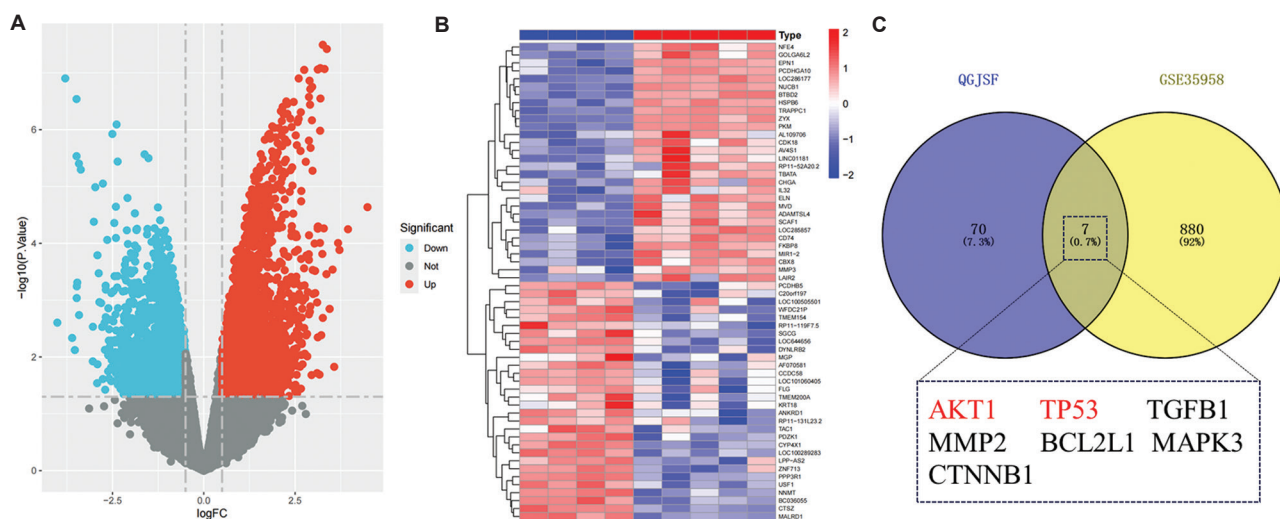 A
−log10(P.Value)
6
4
2
0
−2.5
0.0
2.5
logFC
Significant
Down
Not
Up
B
Type
2
1
0
−1
−2
NFE4
GOLGA6L2
EPN1
PCDHGA10
LOC286177
NUCB1
BTBD2
HSPB6
TRAPPC1
ZYX
PKM
AL109706
CDK18
AV4S1
LINC01181
RP11−52A20.2
TBATA
CHGA
IL32
ELN
MVD
ADAMTSL4
SCAF1
LOC285857
CD74
FKBP8
MIR1−2
CBX8
MMP3
LAIR2
PCDHB5
C20orf197
LOC100505501
WFDC21P
TMEM154
RP11−119F7.5
SGCG
LOC644656
DYNLRB2
MGP
AF070581
CCDC58
LOC101060405
FLG
TMEM200A
KRT18
ANKRD1
RP11−131L23.2
TAC1
PDZK1
CYP4X1
LOC100289283
LPP−AS2
ZNF713
PPP3R1
USF1
NNMT
BC036055
CTSZ
MALRD1
C
QGJSF
GSE35958
70
(7.3%)
7
(0.7%)
880
(92%)
AKT1 TP53 TGFB1
MMP2 BCL2L1 MAPK3
CTNNB1